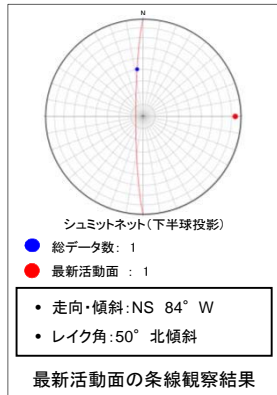 N
シュミットネット(下半球投影)
総データ数: 1
最新活動面 : 1
• 走向・傾斜:NS 84° W
• レイク角:50° 北傾斜
最新活動面の条線観察結果